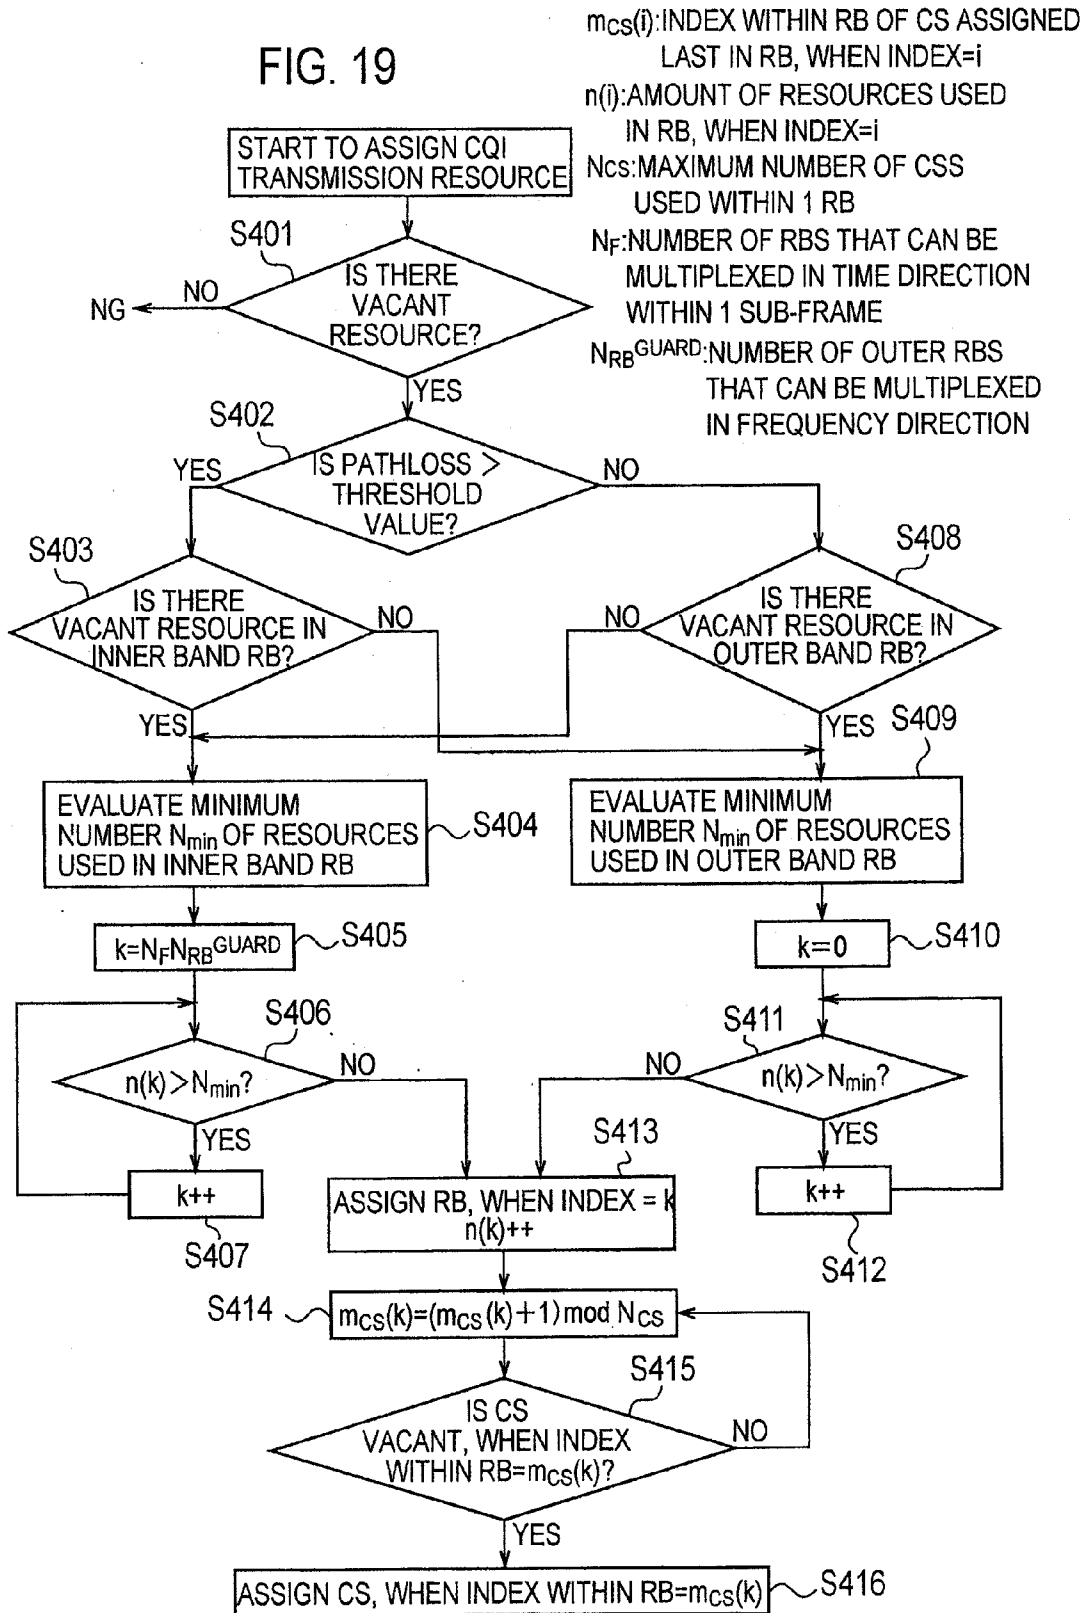 FIG. 19
mCS(i):INDEX WITHIN RB OF CS ASSIGNED
LAST IN RB, WHEN INDEX=i
n(i):AMOUNT OF RESOURCES USED
IN RB, WHEN INDEX=i
Ncs:MAXIMUM NUMBER OF CSS
USED WITHIN 1 RB
NF:NUMBER OF RBS THAT CAN BE
MULTIPLEXED IN TIME DIRECTION
WITHIN 1 SUB-FRAME
NRB^GUARD:NUMBER OF OUTER RBS
THAT CAN BE MULTIPLEXED
IN FREQUENCY DIRECTION
START TO ASSIGN CQI
TRANSMISSION RESOURCE
S401
IS THERE
VACANT
RESOURCE?
NO
NG
YES
S402
IS PATHLOSS >
THRESHOLD
VALUE?
YES
NO
S403
IS THERE
VACANT RESOURCE IN
INNER BAND RB?
NO
YES
S408
IS THERE
VACANT RESOURCE IN
OUTER BAND RB?
NO
YES
EVALUATE MINIMUM
NUMBER Nmin OF RESOURCES
USED IN INNER BAND RB
S404
S409
EVALUATE MINIMUM
NUMBER Nmin OF RESOURCES
USED IN OUTER BAND RB
k=NFNRB^GUARD
S405
k=0
S410
S406
n(k)>Nmin?
NO
YES
k++
S407
S411
n(k)>Nmin?
NO
YES
k++
S412
S413
ASSIGN RB, WHEN INDEX = k
n(k)++
S414
mCS(k)=(mCS(k)+1) mod NCS
S415
IS CS
VACANT, WHEN INDEX
WITHIN RB=mCS(k)?
NO
YES
ASSIGN CS, WHEN INDEX WITHIN RB=mCS(k)
S416